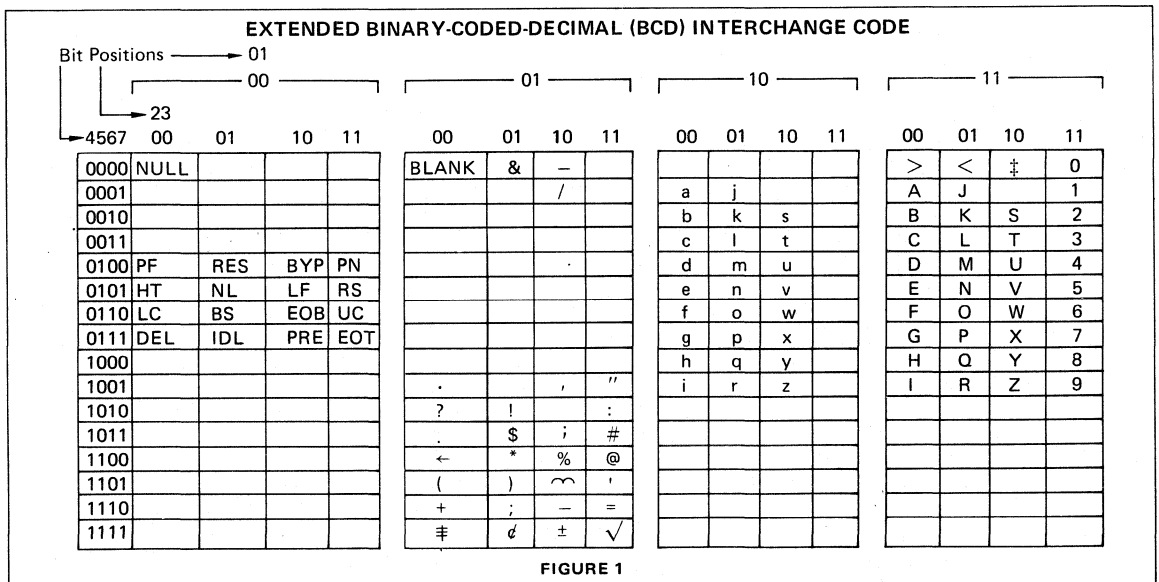 EXTENDED BINARY-CODED-DECIMAL (BCD) INTERCHANGE CODE
Bit Positions → 01
00 01 10 11
→ 23
4567 00 01 10 11 00 01 10 11 00 01 10 11 00 01 10 11
0000 NULL BLANK & – > < ‡ 0
0001 / a j A J 1
0010 b k s B K S 2
0011 c l t C L T 3
0100 PF RES BYP PN d m u D M U 4
0101 HT NL LF RS e n v E N V 5
0110 LC BS EOB UC f o w F O W 6
0111 DEL IDL PRE EOT g p x G P X 7
1000 h q y H Q Y 8
1001 . , " i r z I R Z 9
1010 ? ! :
1011 . $ ; #
1100 ← * % @
1101 ( ) '
1110 + ; – =
1111 ¢ ± √
FIGURE 1